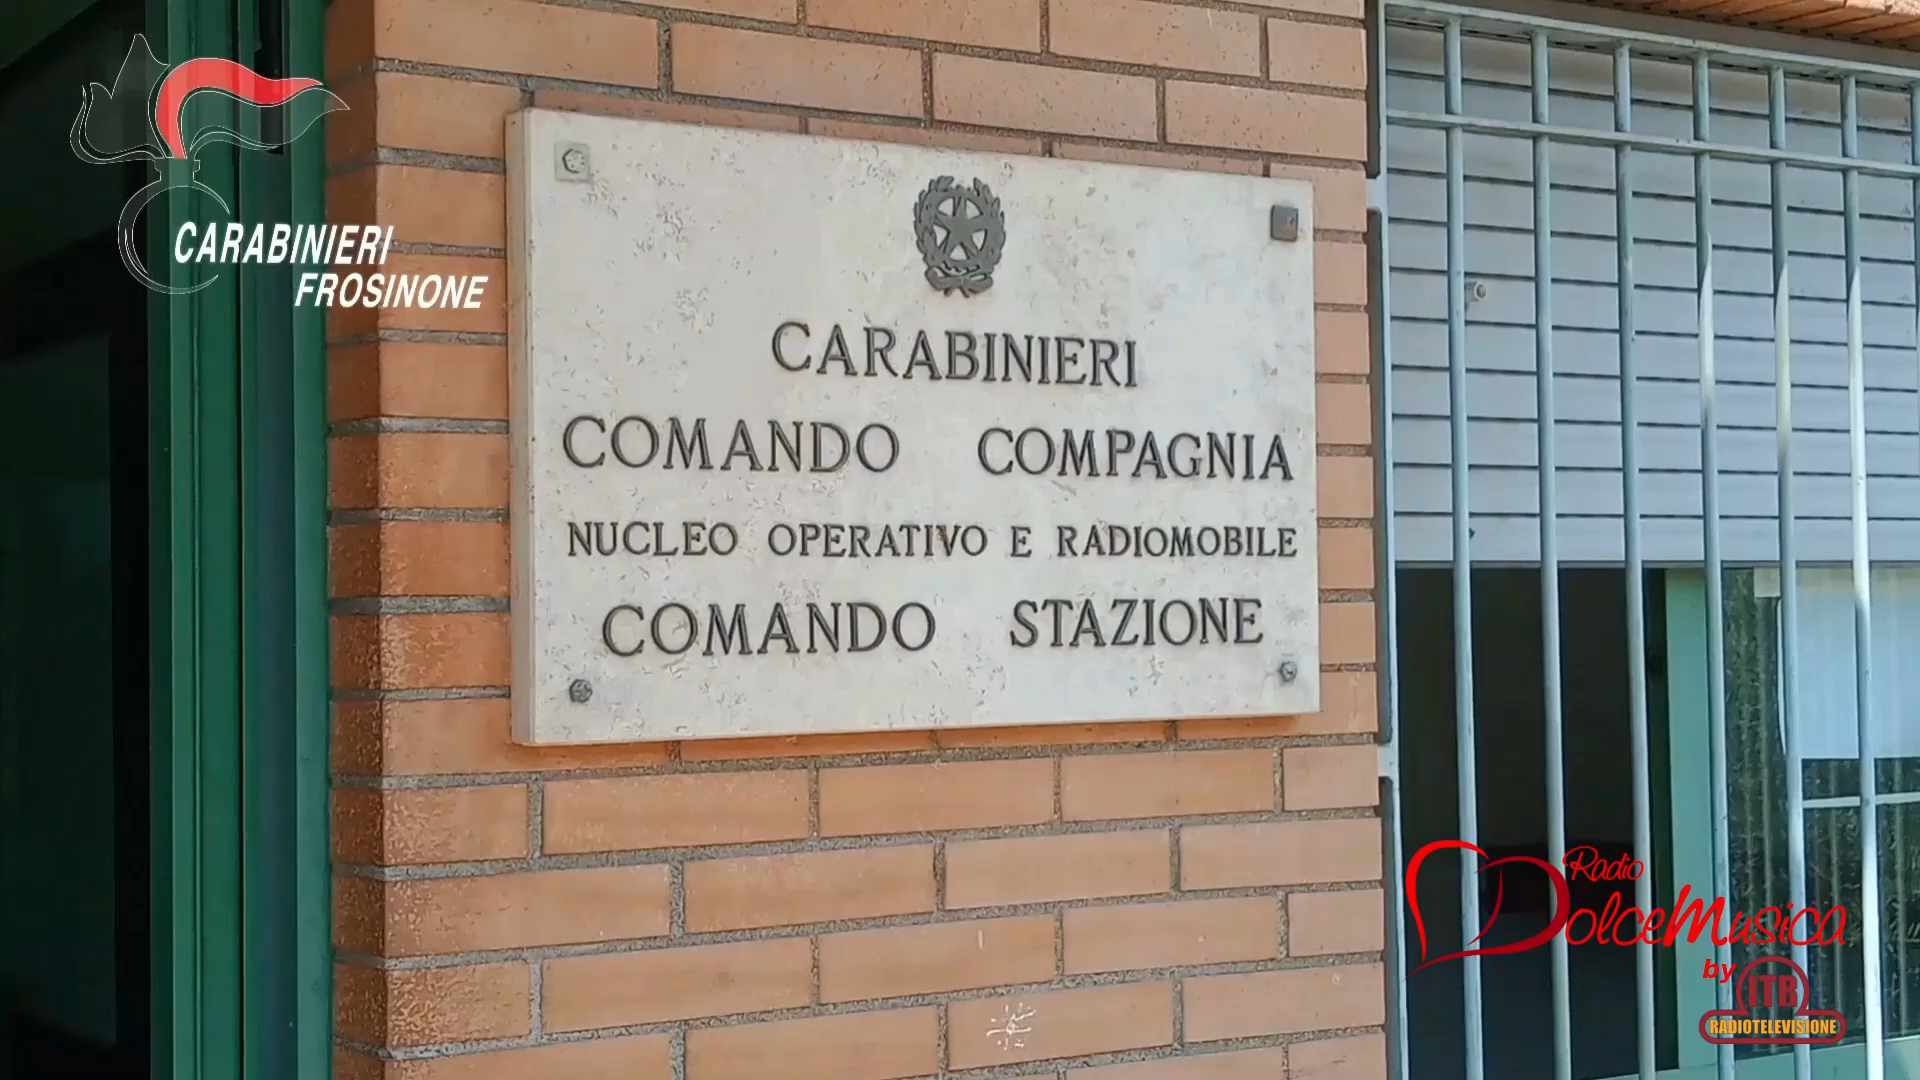 CARABINIERI
FROSINONE
CARABINIERI
COMANDO COMPAGNIA
NUCLEO OPERATIVO E RADIOMOBILE
COMANDO STAZIONE
Radio
DolceMusica
by ITR
RADIOTELEVISIONE